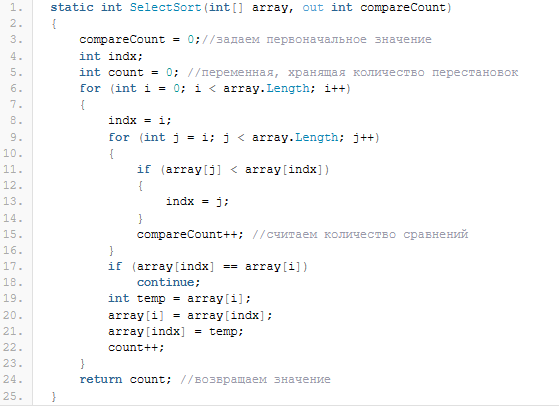 1. static int SelectSort(int[] array, out int compareCount)
2. {
3.     compareCount = 0;//задаем первоначальное значение
4.     int indx;
5.     int count = 0; //переменная, хранящая количество перестановок
6.     for (int i = 0; i < array.Length; i++)
7.     {
8.         indx = i;
9.         for (int j = i; j < array.Length; j++)
10.         {
11.             if (array[j] < array[indx])
12.             {
13.                 indx = j;
14.             }
15.             compareCount++; //считаем количество сравнений
16.         }
17.         if (array[indx] == array[i])
18.             continue;
19.         int temp = array[i];
20.         array[i] = array[indx];
21.         array[indx] = temp;
22.         count++;
23.     }
24.     return count; //возвращаем значение
25. }